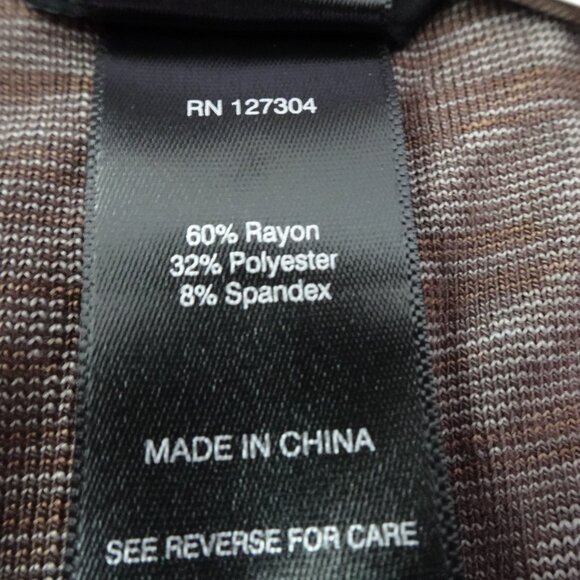 RN 127304
60% Rayon
32% Polyester
8% Spandex
MADE IN CHINA
SEE REVERSE FOR CARE